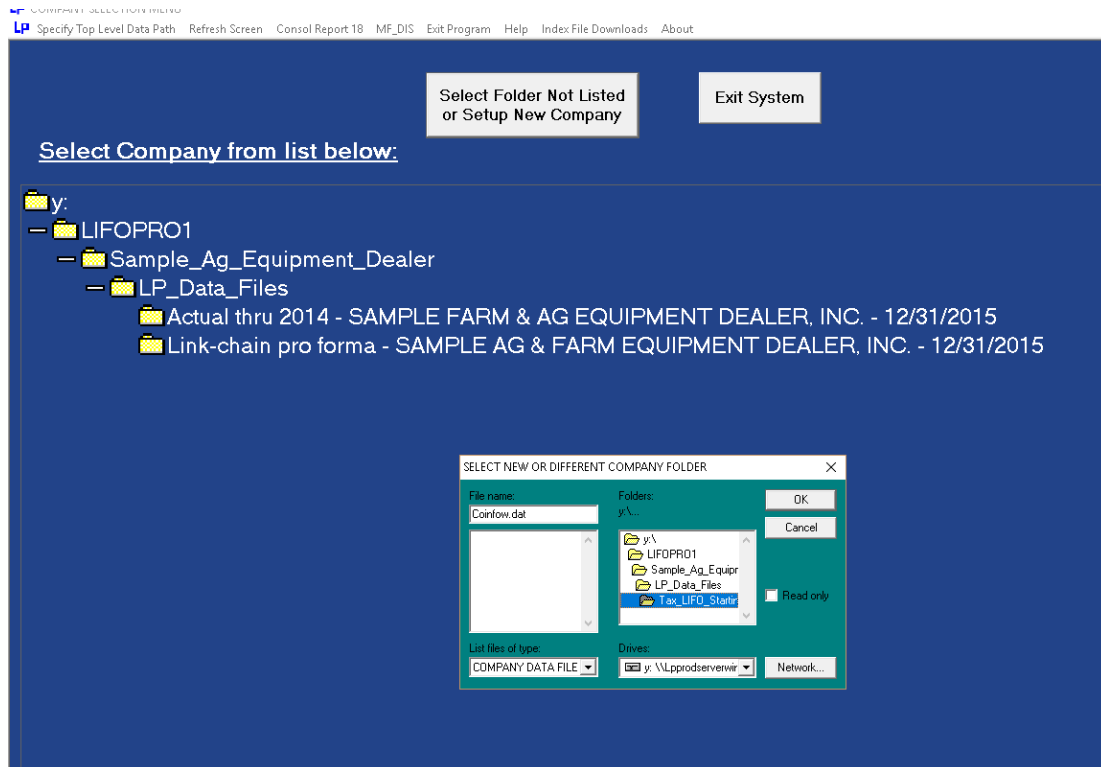 LP COMPANY SELECTION MENU
LP Specify Top Level Data Path Refresh Screen Consol Report 18 MF_DIS Exit Program Help Index File Downloads About
Select Folder Not Listed
or Setup New Company
Exit System
Select Company from list below:
y:
LIFOPRO1
Sample_Ag_Equipment_Dealer
LP_Data_Files
Actual thru 2014 - SAMPLE FARM & AG EQUIPMENT DEALER, INC. - 12/31/2015
Link-chain pro forma - SAMPLE AG & FARM EQUIPMENT DEALER, INC. - 12/31/2015
SELECT NEW OR DIFFERENT COMPANY FOLDER
File name:
Coinfow.dat
Folders:
y:\...
OK
Cancel
y:\
LIFOPRO1
Sample_Ag_Equipr
LP_Data_Files
Tax_LIFO_Startin
Read only
List files of type:
COMPANY DATA FILE
Drives:
y: \\Lpprodserverwir
Network...